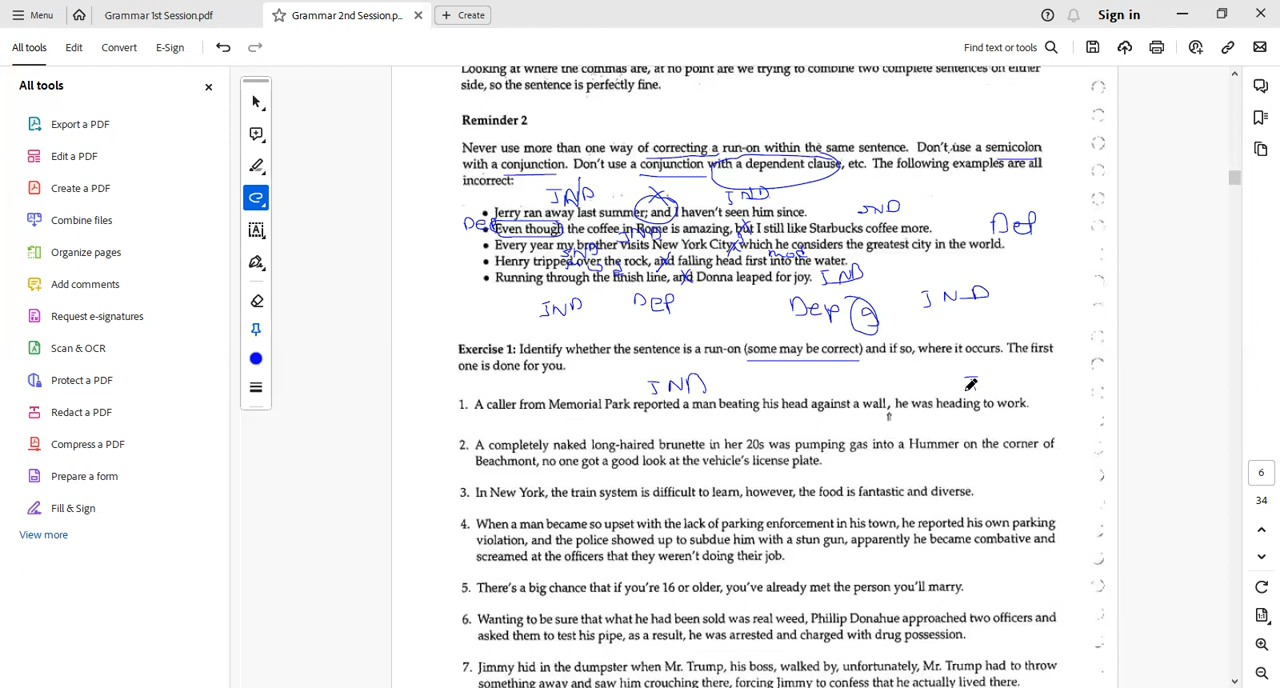 Menu
Grammar 1st Session.pdf
Grammar 2nd Session.p...
Create
Sign in
All tools
Edit
Convert
E-Sign
Find text or tools
All tools
Export a PDF
Edit a PDF
Create a PDF
Combine files
Organize pages
Add comments
Request e-signatures
Scan & OCR
Protect a PDF
Redact a PDF
Compress a PDF
Prepare a form
Fill & Sign
View more
Looking at where the commas are, at no point are we trying to combine two complete sentences on either
side, so the sentence is perfectly fine.
Reminder 2
Never use more than one way of correcting a run-on within the same sentence. Don't use a semicolon
with a conjunction. Don't use a conjunction with a dependent clause, etc. The following examples are all
incorrect:
IND X IND
• Jerry ran away last summer; and I haven't seen him since.
IND
Dep
• Even though the coffee in Rome is amazing, but I still like Starbucks coffee more.
Dep
IND
• Every year my brother visits New York City, which he considers the greatest city in the world.
IND mod
• Henry tripped over the rock, and falling head first into the water.
• Running through the finish line, and Donna leaped for joy.
IND
IND Dep Dep IND
Exercise 1: Identify whether the sentence is a run-on (some may be correct) and if so, where it occurs. The first
one is done for you.
IND
1. A caller from Memorial Park reported a man beating his head against a wall, he was heading to work.
2. A completely naked long-haired brunette in her 20s was pumping gas into a Hummer on the corner of
Beachmont, no one got a good look at the vehicle's license plate.
3. In New York, the train system is difficult to learn, however, the food is fantastic and diverse.
4. When a man became so upset with the lack of parking enforcement in his town, he reported his own parking
violation, and the police showed up to subdue him with a stun gun, apparently he became combative and
screamed at the officers that they weren't doing their job.
5. There's a big chance that if you're 16 or older, you've already met the person you'll marry.
6. Wanting to be sure that what he had been sold was real weed, Phillip Donahue approached two officers and
asked them to test his pipe, as a result, he was arrested and charged with drug possession.
7. Jimmy hid in the dumpster when Mr. Trump, his boss, walked by, unfortunately, Mr. Trump had to throw
something away and saw him crouching there, forcing Jimmy to confess that he actually lived there.
6
34